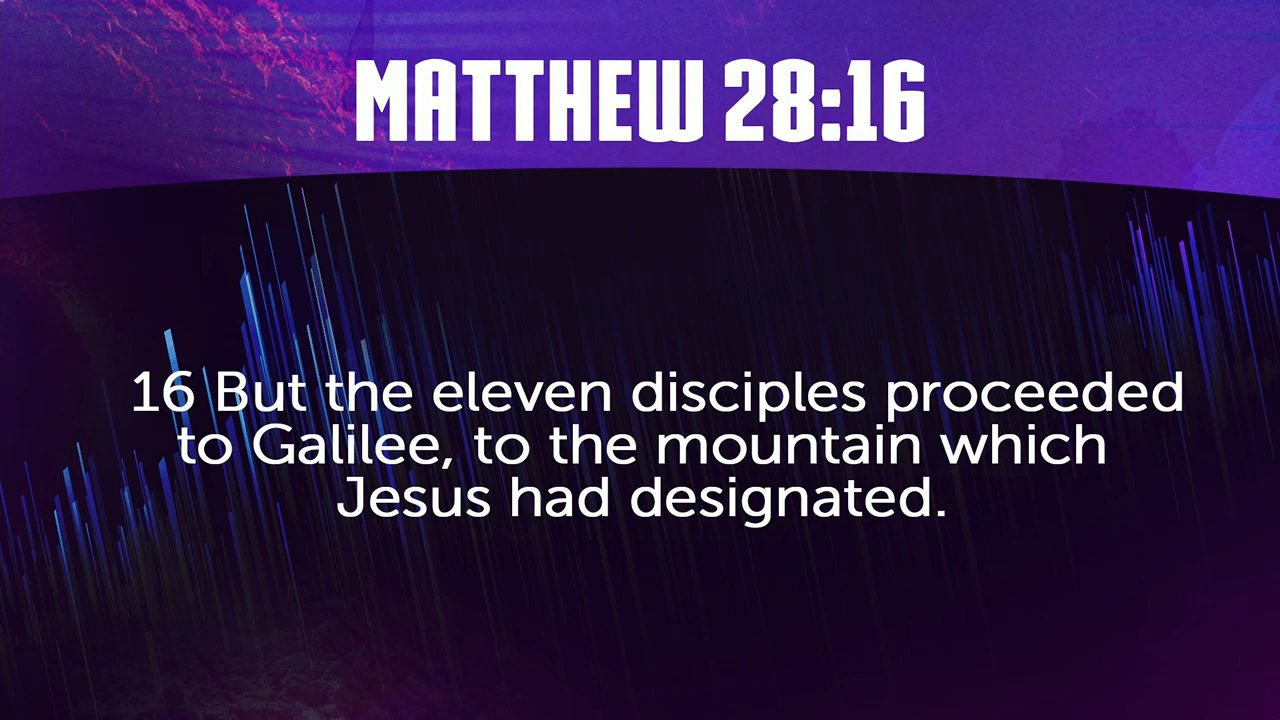 MATTHEW 28:16
16 But the eleven disciples proceeded
to Galilee, to the mountain which
Jesus had designated.